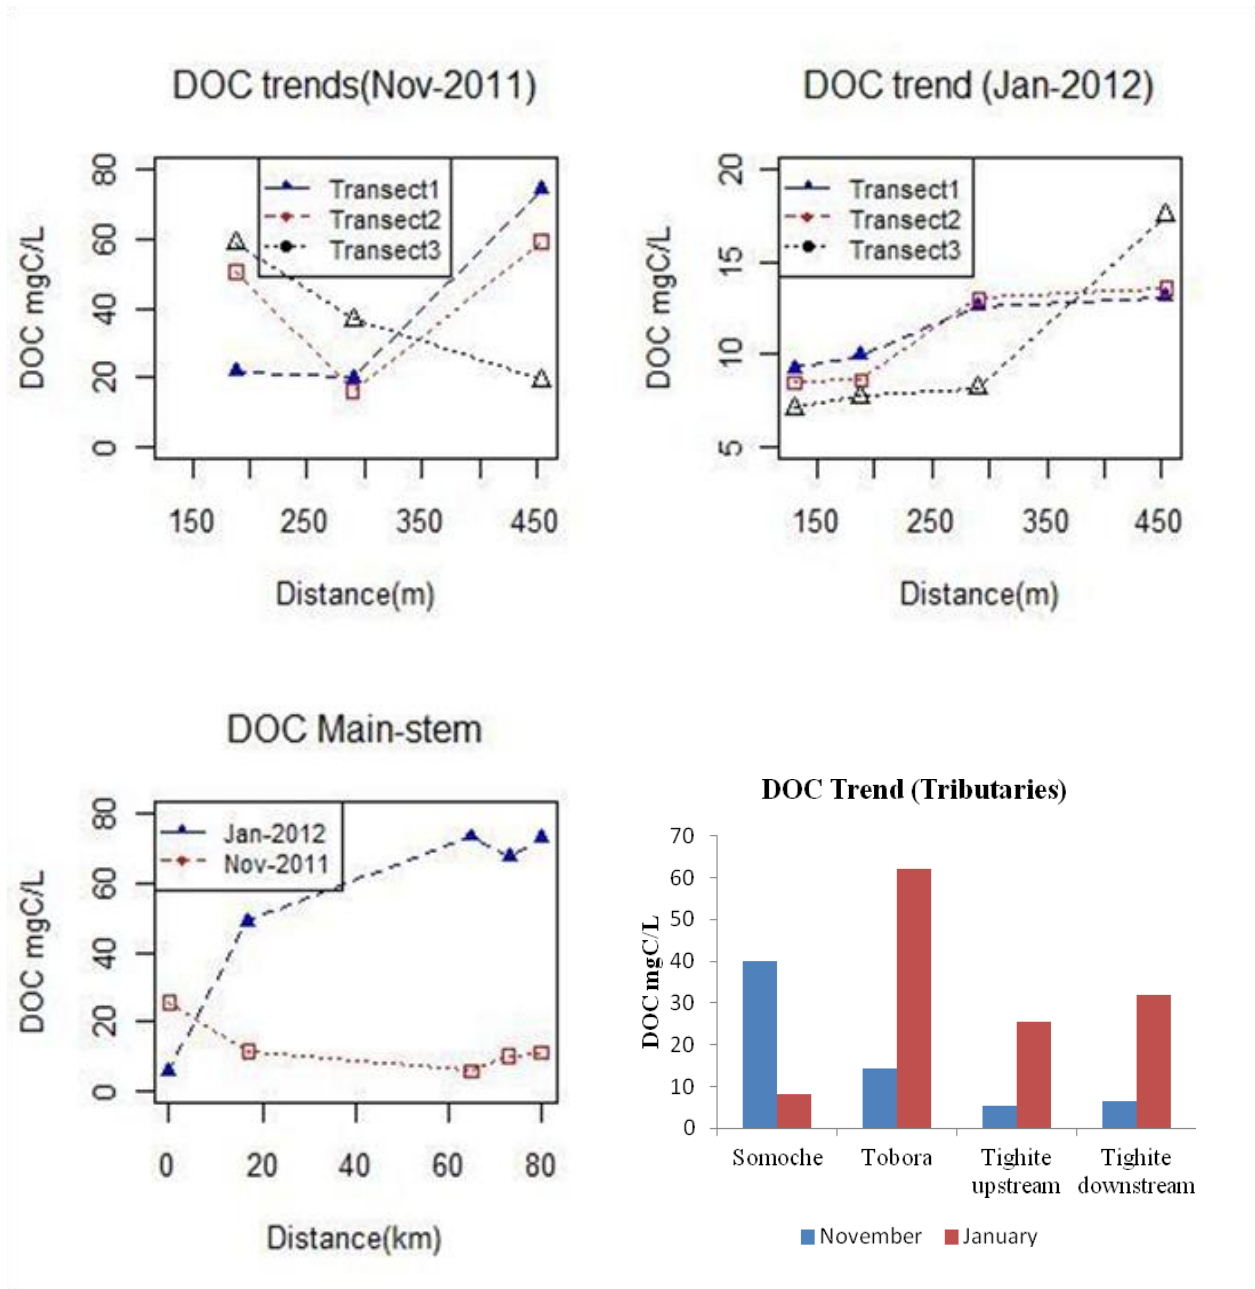 DOC trends(Nov-2011)
DOC mgC/L
80
60
40
20
0
Transect1
Transect2
Transect3
150 250 350 450
Distance(m)
DOC trend (Jan-2012)
DOC mgC/L
20
15
10
5
Transect1
Transect2
Transect3
150 250 350 450
Distance(m)
DOC Main-stem
DOC mgC/L
80
60
40
20
0
Jan-2012
Nov-2011
0 20 40 60 80
Distance(km)
DOC Trend (Tributaries)
DOC mgC/L
70
60
50
40
30
20
10
0
Somoche Tobora Tighite Tighite
upstream downstream
November January